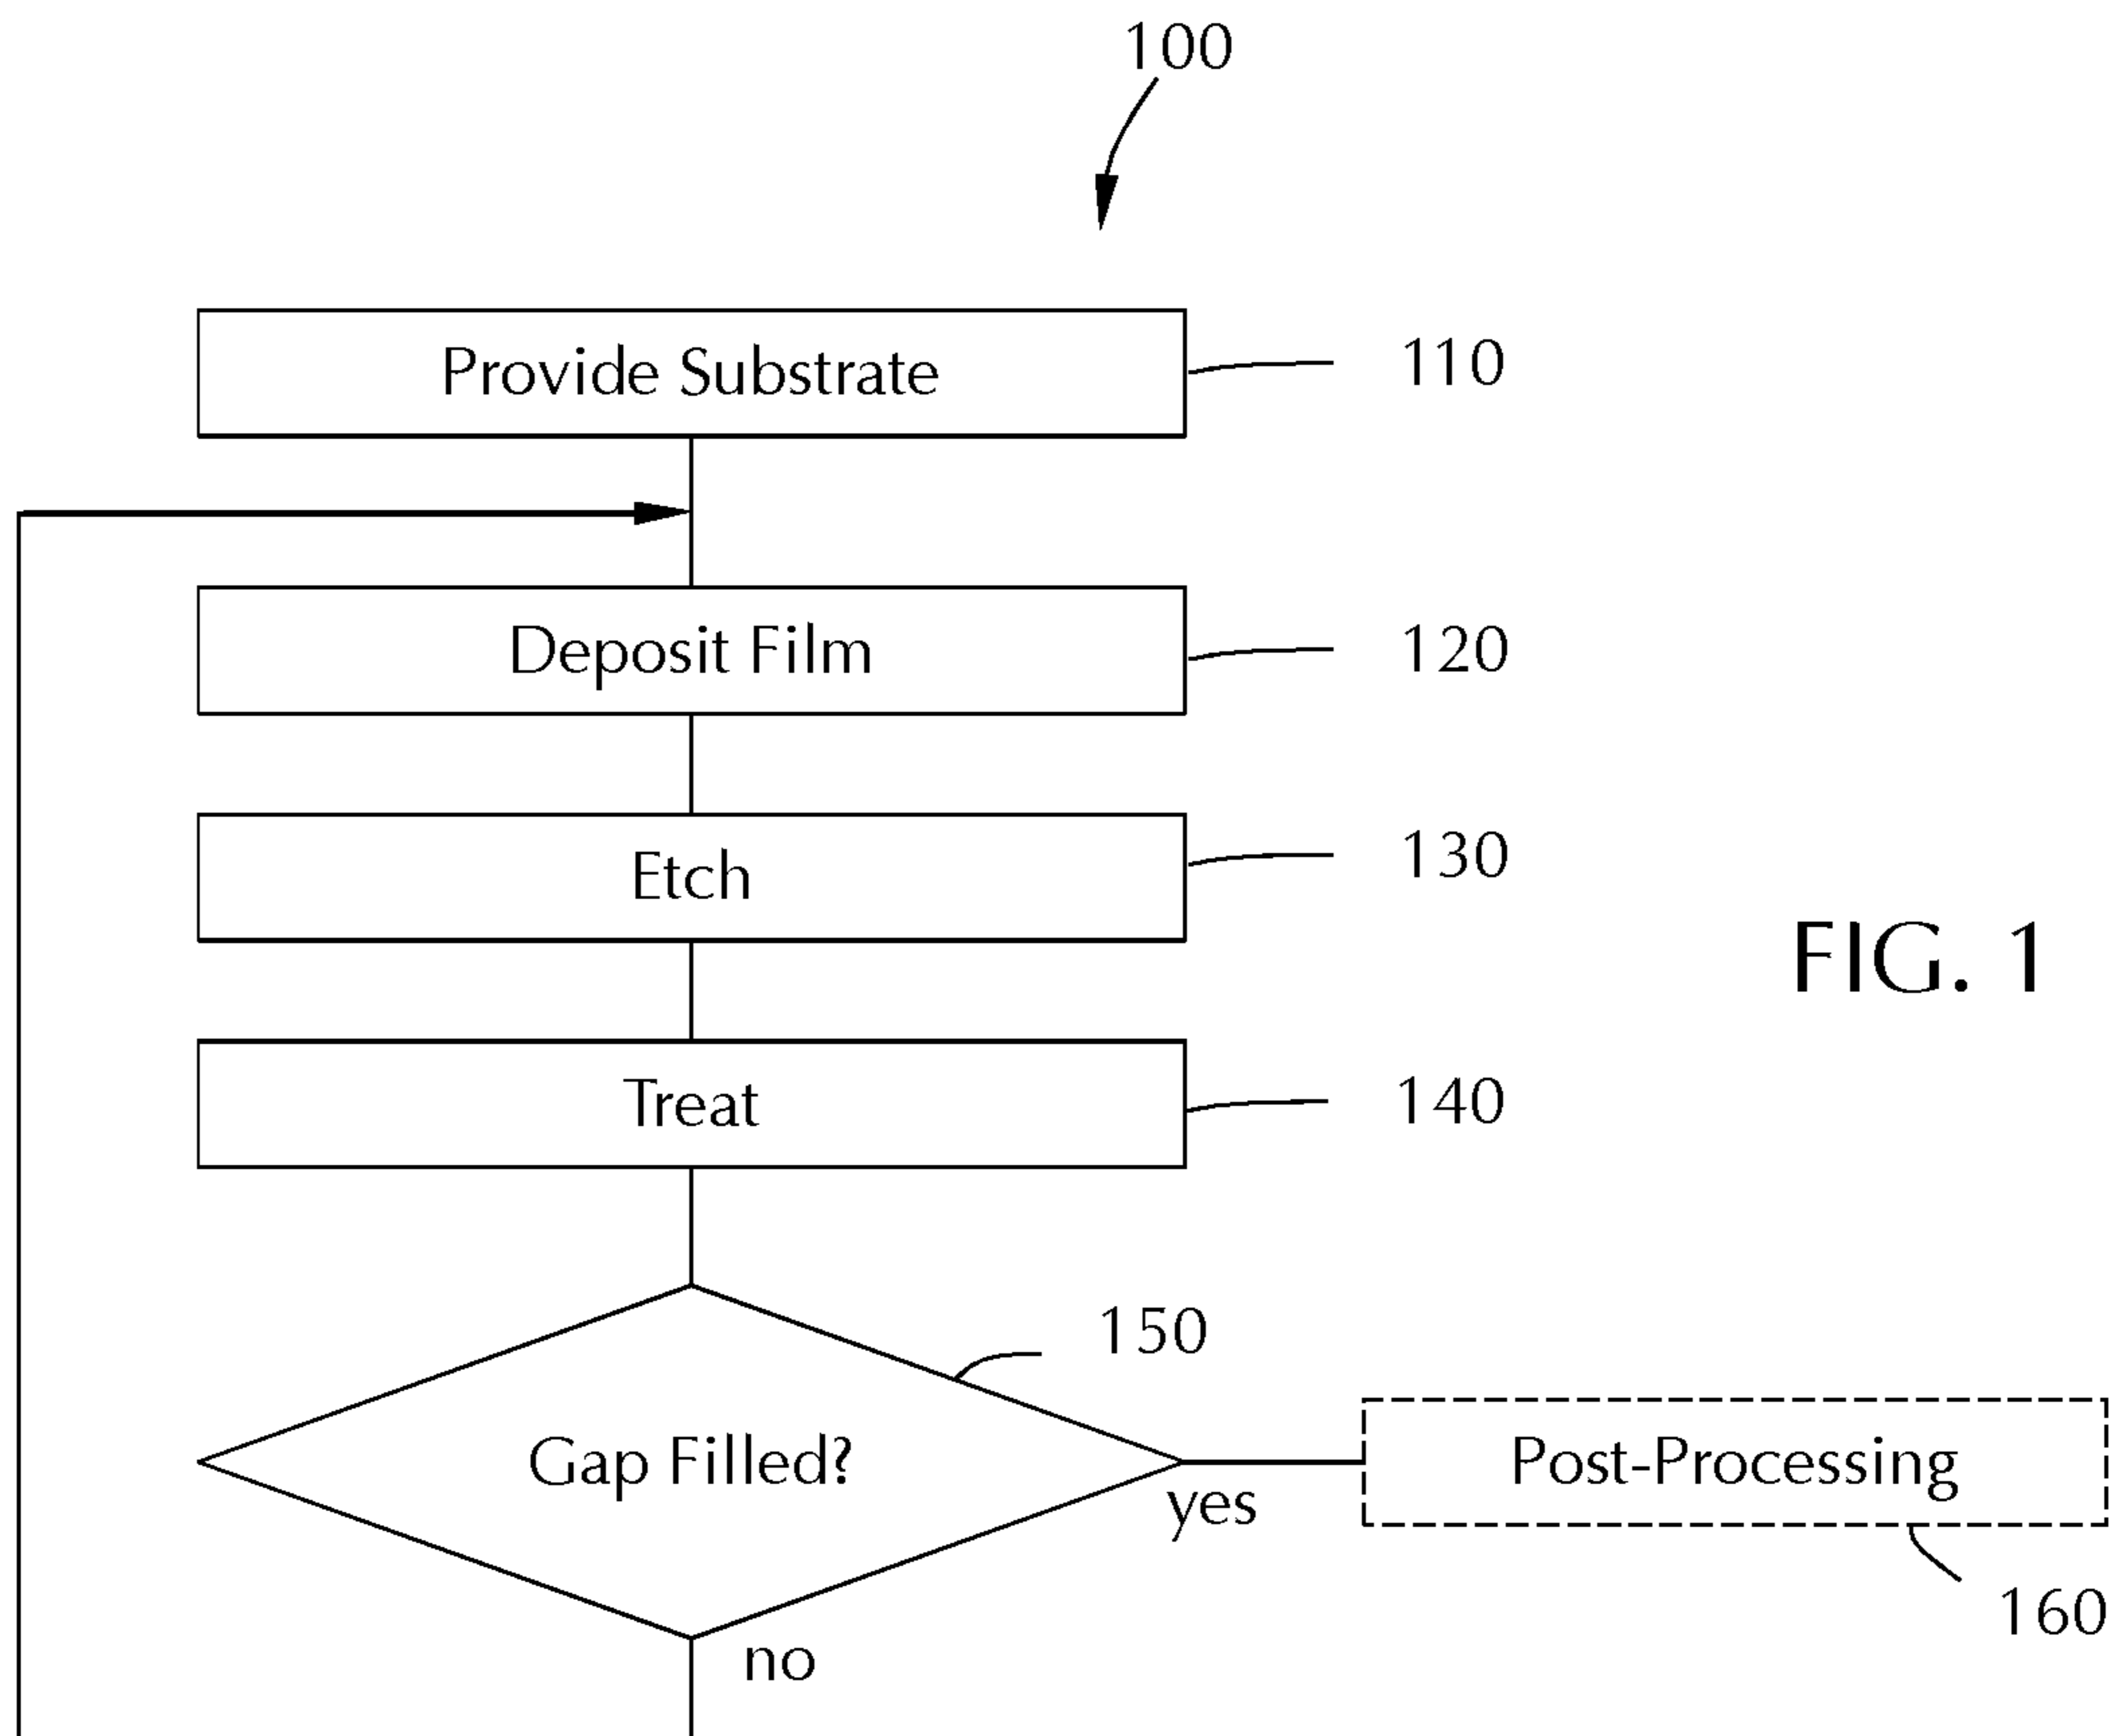 100
Provide Substrate
110
Deposit Film
120
Etch
130
FIG. 1
Treat
140
150
Gap Filled?
yes
Post-Processing
160
no